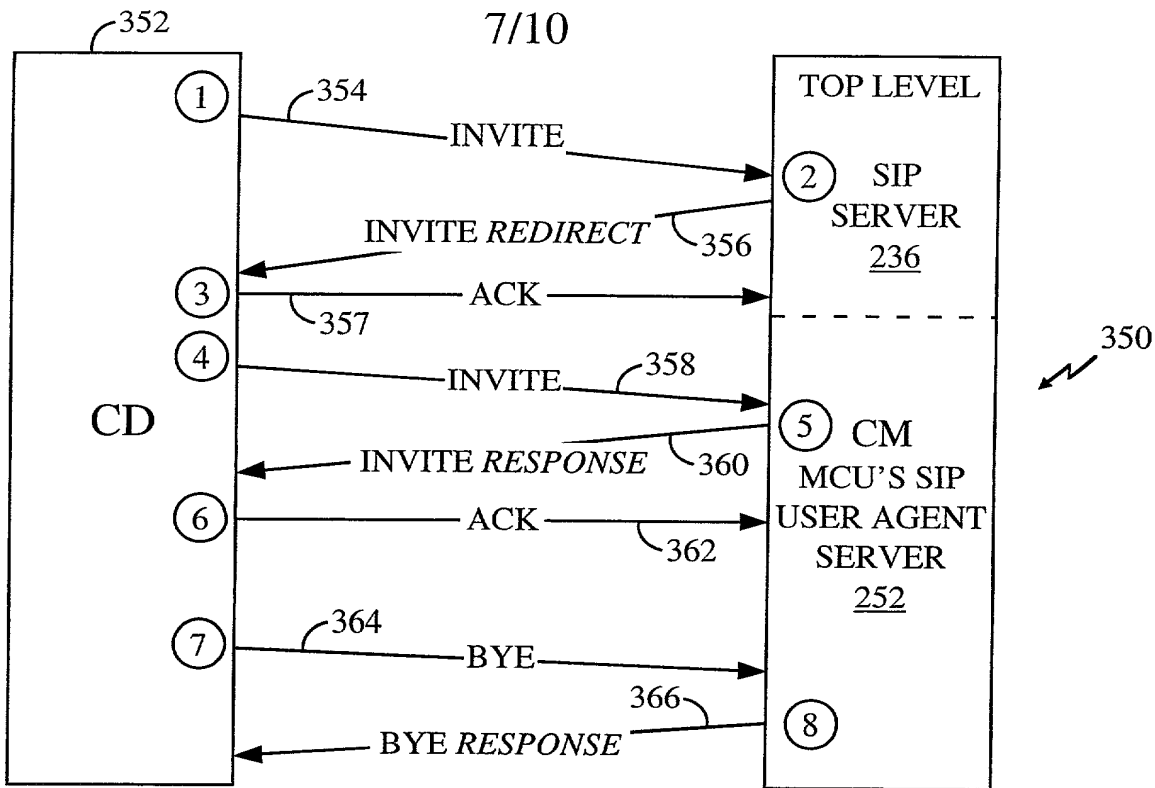 7/10
352
TOP LEVEL
1
354
INVITE
2
SIP
SERVER
236
INVITE REDIRECT
356
3
ACK
357
350
4
358
INVITE
CD
5
CM
INVITE RESPONSE
360
MCU'S SIP
USER AGENT
SERVER
252
6
ACK
362
7
364
BYE
366
8
BYE RESPONSE